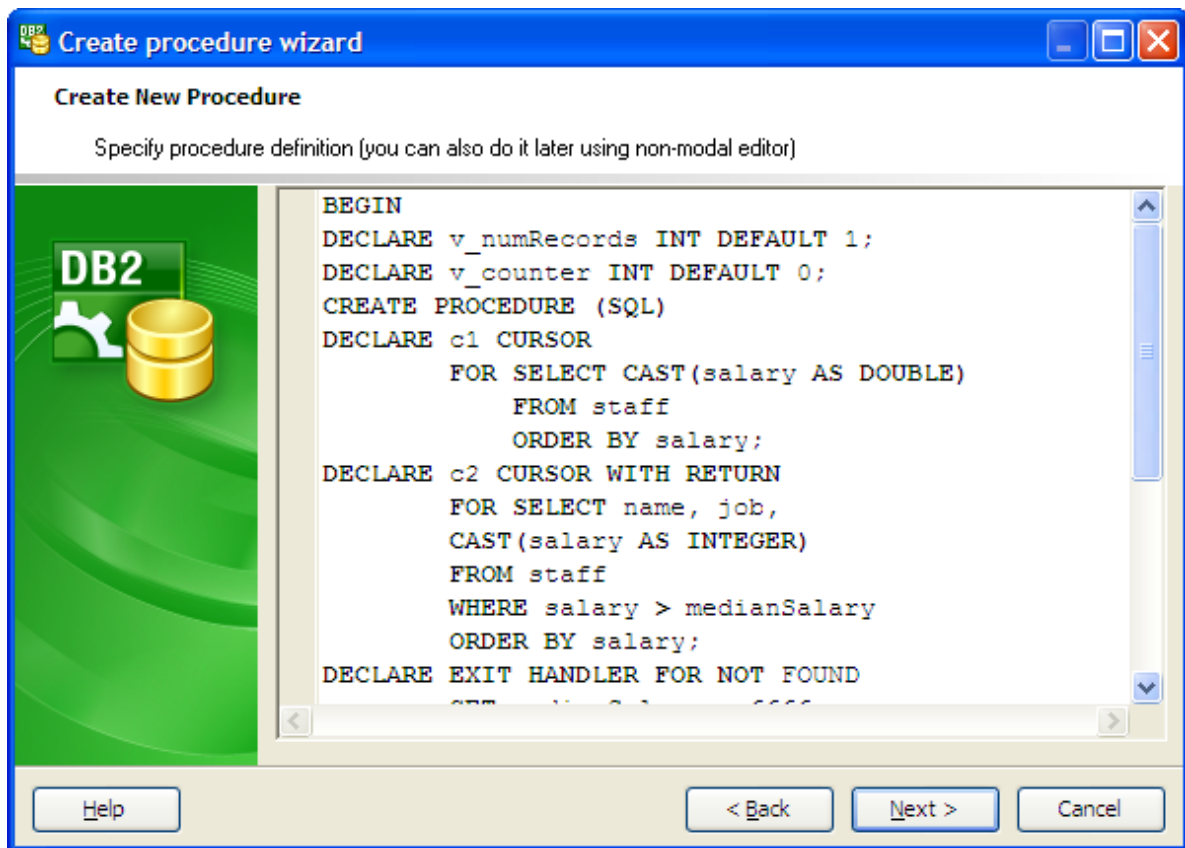 Create procedure wizard
Create New Procedure
Specify procedure definition (you can also do it later using non-modal editor)
DB2
BEGIN
DECLARE v_numRecords INT DEFAULT 1;
DECLARE v_counter INT DEFAULT 0;
CREATE PROCEDURE (SQL)
DECLARE c1 CURSOR
FOR SELECT CAST(salary AS DOUBLE)
FROM staff
ORDER BY salary;
DECLARE c2 CURSOR WITH RETURN
FOR SELECT name, job,
CAST(salary AS INTEGER)
FROM staff
WHERE salary > medianSalary
ORDER BY salary;
DECLARE EXIT HANDLER FOR NOT FOUND
Help
< Back
Next >
Cancel